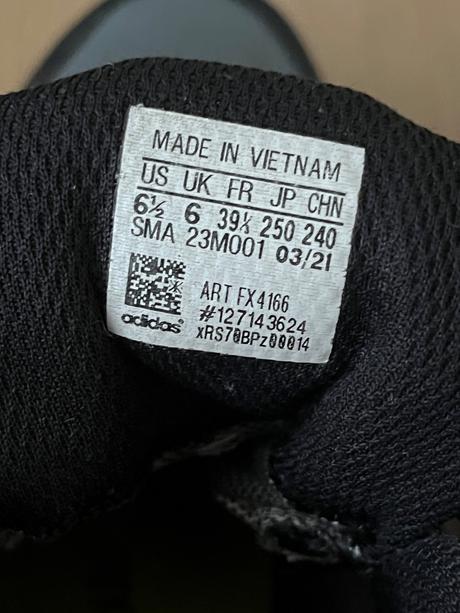 MADE IN VIETNAM
US UK FR JP CHN
6½ 6 39⅓ 250 240
SMA 23M001 03/21
ART FX4166
#127143624
adidas® xRS70BPz00014